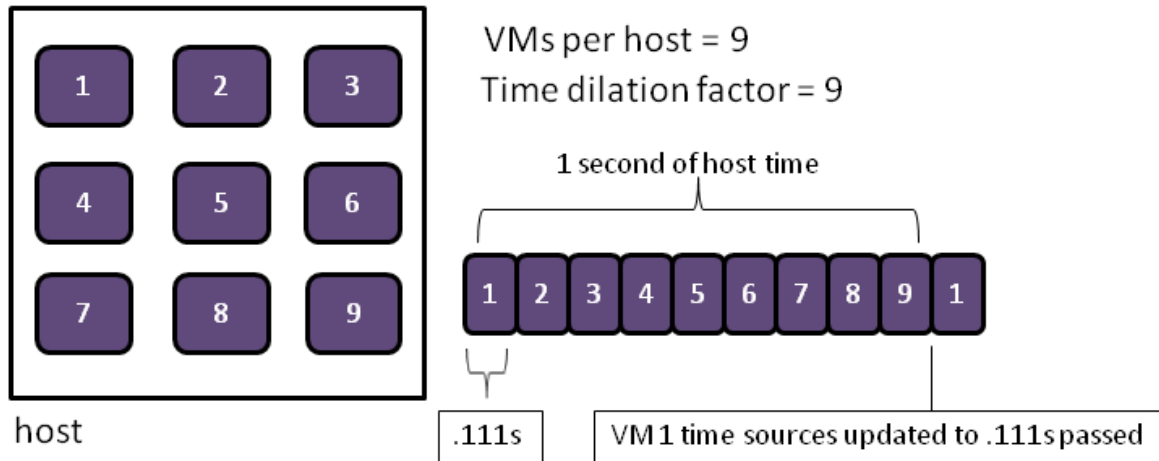 1 2 3
4 5 6
7 8 9
host
VMs per host = 9
Time dilation factor = 9
1 second of host time
1 2 3 4 5 6 7 8 9 1
.111s
VM 1 time sources updated to .111s passed